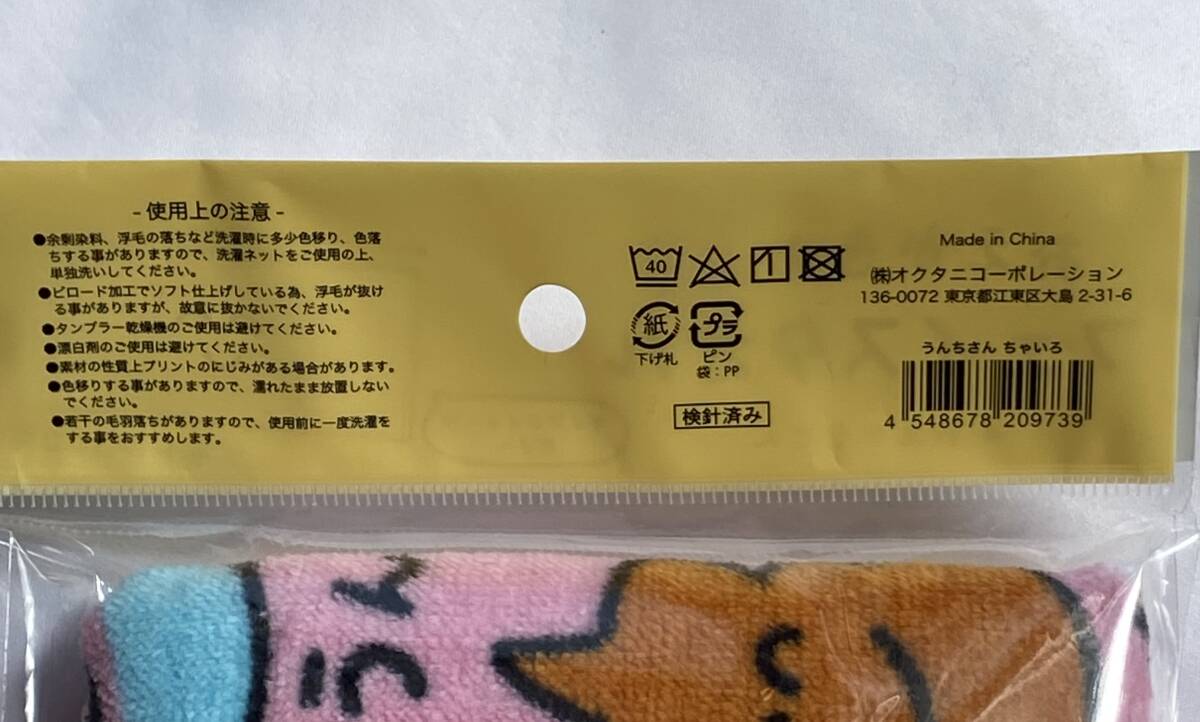 - 使用上の注意 -
●余剰染料、浮毛の落ちなど洗濯時に多少色移り、色落
ちする事がありますので、洗濯ネットをご使用の上、
単独洗いしてください。
●ビロード加工でソフト仕上げしている為、浮毛が抜け
る事がありますが、故意に抜かないでください。
●タンブラー乾燥機のご使用は避けてください。
●漂白剤のご使用は避けてください。
●素材の性質上プリントのにじみがある場合があります。
●色移りする事がありますので、濡れたまま放置しない
でください。
●若干の毛羽落ちがありますので、使用前に一度洗濯を
する事をおすすめします。
40
紙
プラ
下げ札
ピン
袋：PP
検針済み
Made in China
㈱オクタニコーポレーション
136-0072 東京都江東区大島 2-31-6
うんちさん ちゃいろ
4 548678 209739